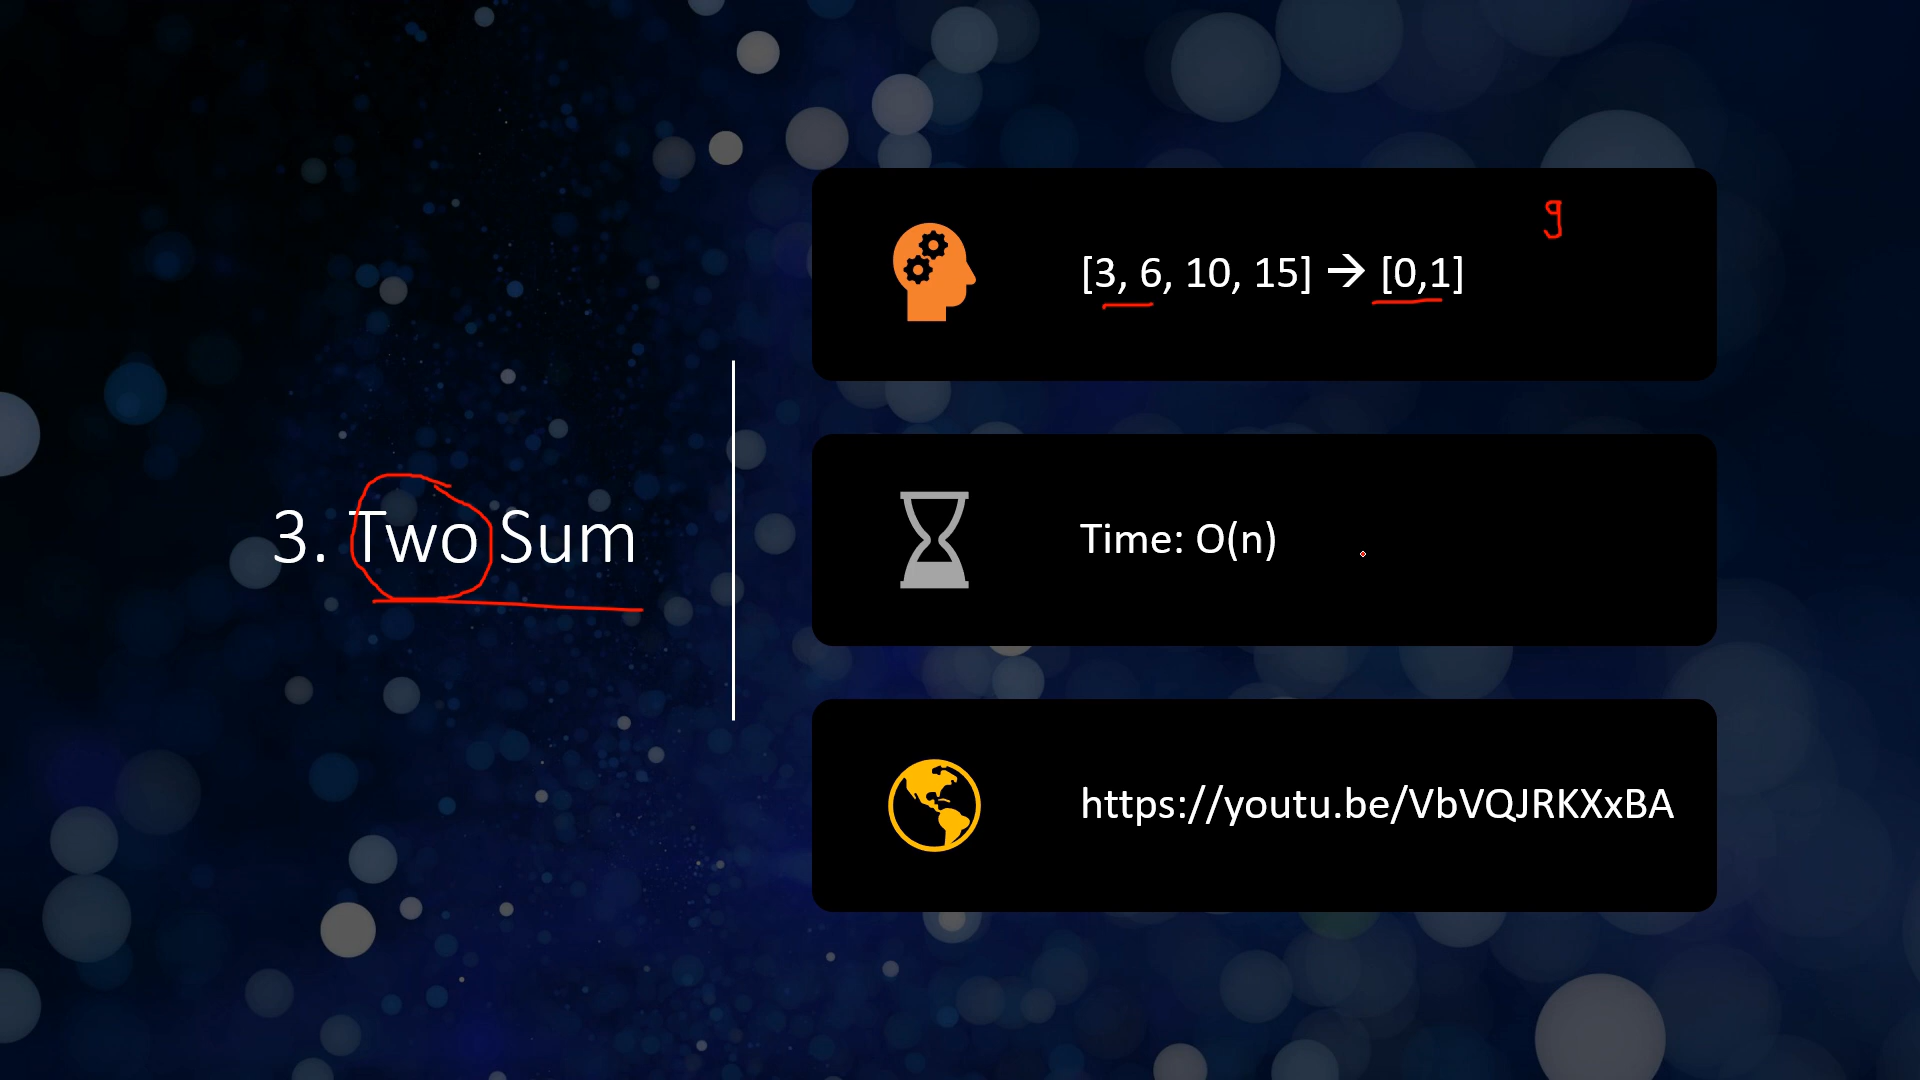 3. Two Sum
9
[3, 6, 10, 15] → [0,1]
Time: O(n)
https://youtu.be/VbVQJRKXxBA